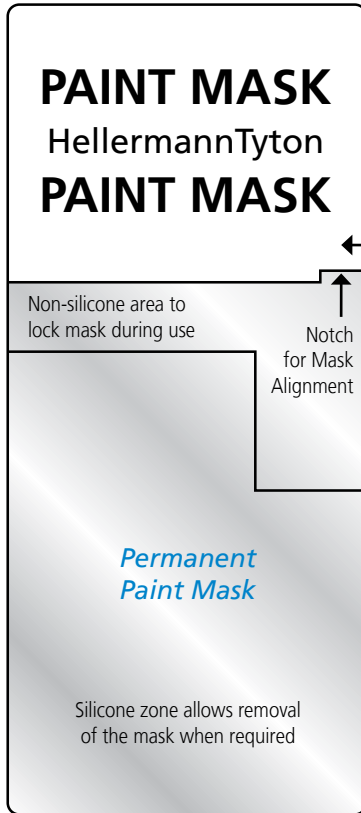 PAINT MASK
HellermannTyton
PAINT MASK
Non-silicone area to
lock mask during use
Notch
for Mask
Alignment
Permanent
Paint Mask
Silicone zone allows removal
of the mask when required